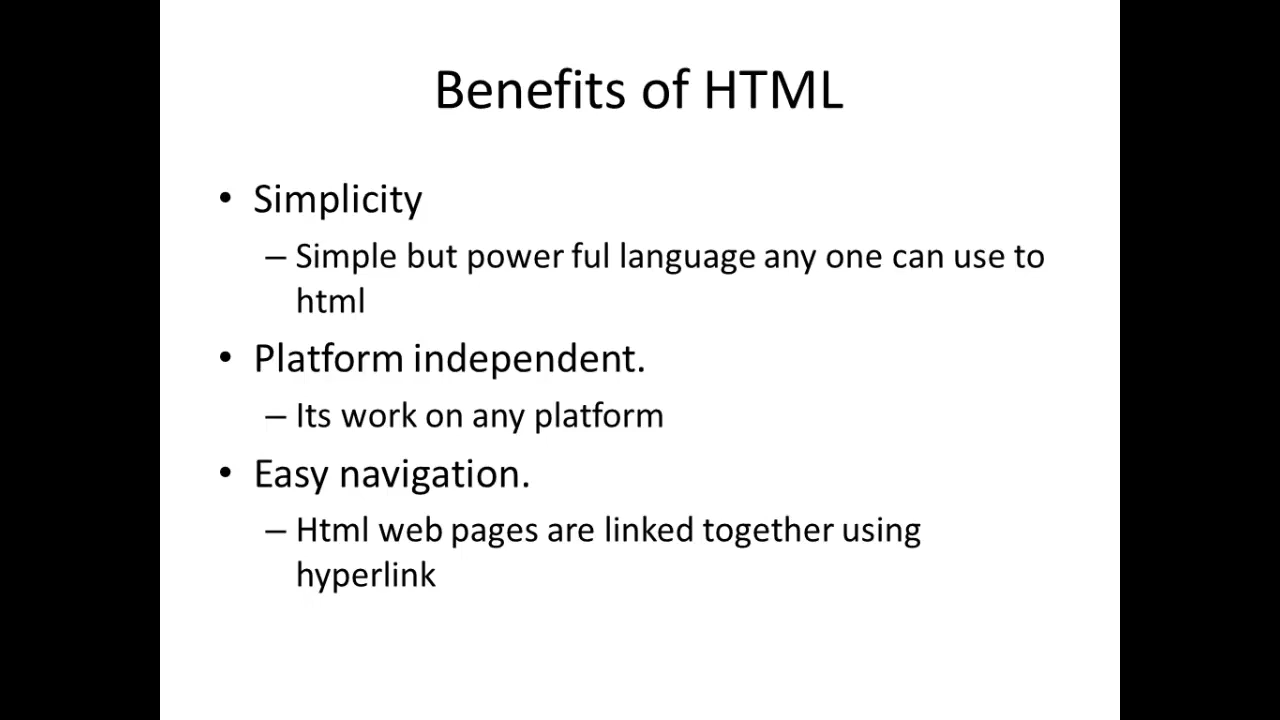 Benefits of HTML
• Simplicity
– Simple but power ful language any one can use to
html
• Platform independent.
– Its work on any platform
• Easy navigation.
– Html web pages are linked together using
hyperlink